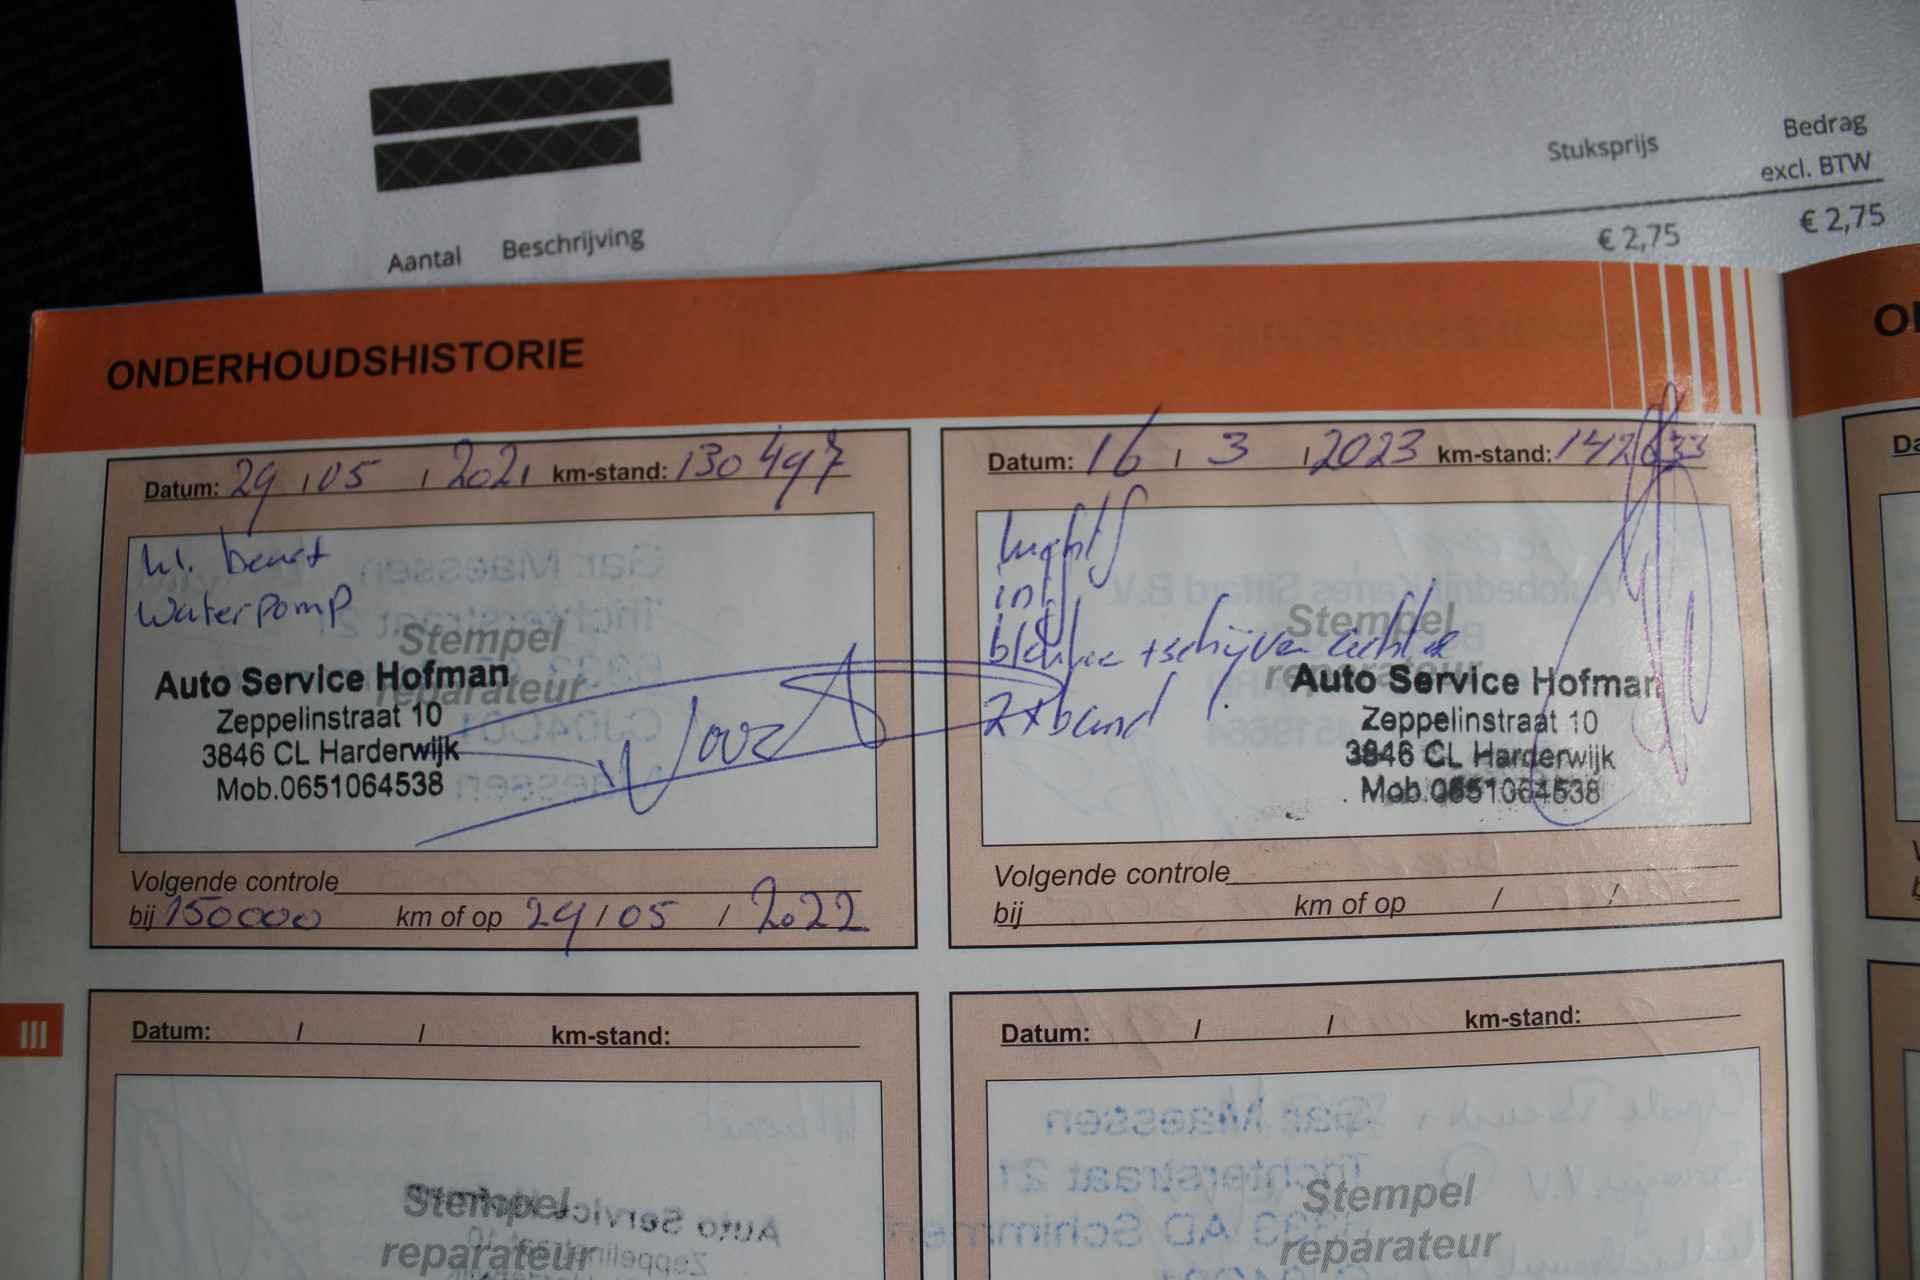 Stuksprijs
Bedrag
excl. BTW
Aantal Beschrijving
€ 2,75 € 2,75
ONDERHOUDSHISTORIE
Datum: 29 / 05 / 2021 km-stand: 130497
beurt
waterpomp
Stempel
reparateur
Auto Service Hofman
Zeppelinstraat 10
3846 CL Harderwijk
Mob.0651064538
Volgende controle
bij 150000 km of op 29 / 05 / 2022
Datum: 16 / 3 / 2023 km-stand: 142633
+ schijven achter
2x band
Stempel
reparateur
Auto Service Hofman
Zeppelinstraat 10
3846 CL Harderwijk
Mob.0651064538
Volgende controle
bij km of op / /
III
Datum: / / km-stand:
Stempel
reparateur
Datum: / / km-stand:
Stempel
reparateur